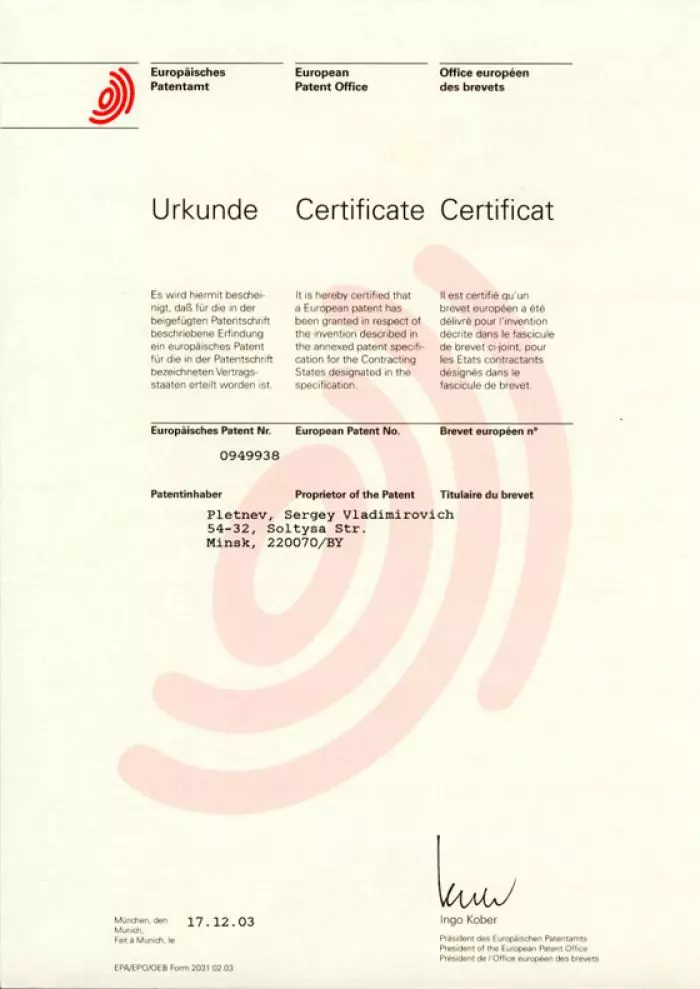 Europäisches
Patentamt
European
Patent Office
Office européen
des brevets
Urkunde
Certificate
Certificat
Es wird hiermit beschei-
nigt, daß für die in der
beigefügten Patentschrift
beschriebene Erfindung
ein europäisches Patent
für die in der Patentschrift
bezeichneten Vertrags-
staaten erteilt worden ist.
It is hereby certified that
a European patent has
been granted in respect of
the invention described in
the annexed patent specifi-
cation for the Contracting
States designated in the
specification.
Il est certifié qu'un
brevet européen a été
délivré pour l'invention
décrite dans le fascicule
de brevet ci-joint, pour
les Etats contractants
désignés dans le
fascicule de brevet.
Europäisches Patent Nr.
European Patent No.
Brevet européen n°
0949938
Patentinhaber
Proprietor of the Patent
Titulaire du brevet
Pletnev, Sergey Vladimirovich
54-32, Soltysa Str.
Minsk, 220070/BY
Ingo Kober
Präsident des Europäischen Patentamts
President of the European Patent Office
Président de l'Office européen des brevets
München, den
Munich,
Fait à Munich, le
17.12.03
EPA/EPO/OEB Form 2031 02.03